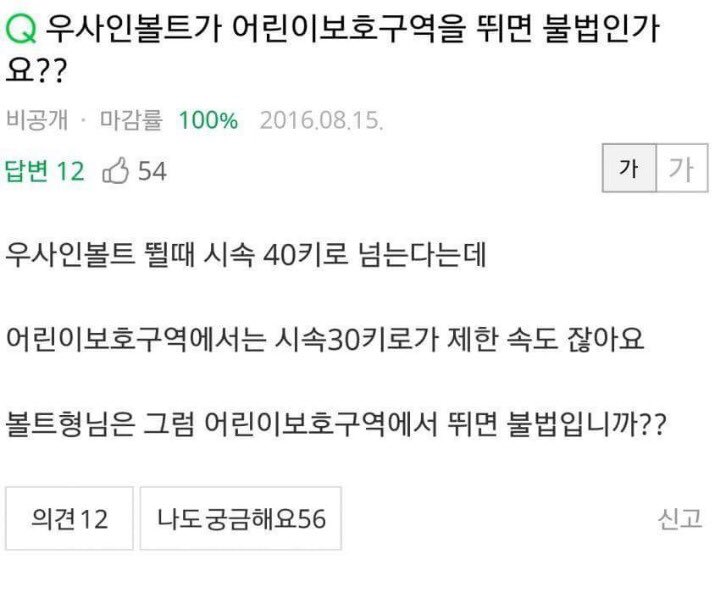 Q 우사인볼트가 어린이보호구역을 뛰면 불법인가
요??
비공개 · 마감률 100% 2016.08.15.
답변 12 54
가 가
우사인볼트 뛸때 시속 40키로 넘는다는데
어린이보호구역에서는 시속30키로가 제한 속도 잖아요
볼트형님은 그럼 어린이보호구역에서 뛰면 불법입니까??
의견12 나도궁금해요56 신고